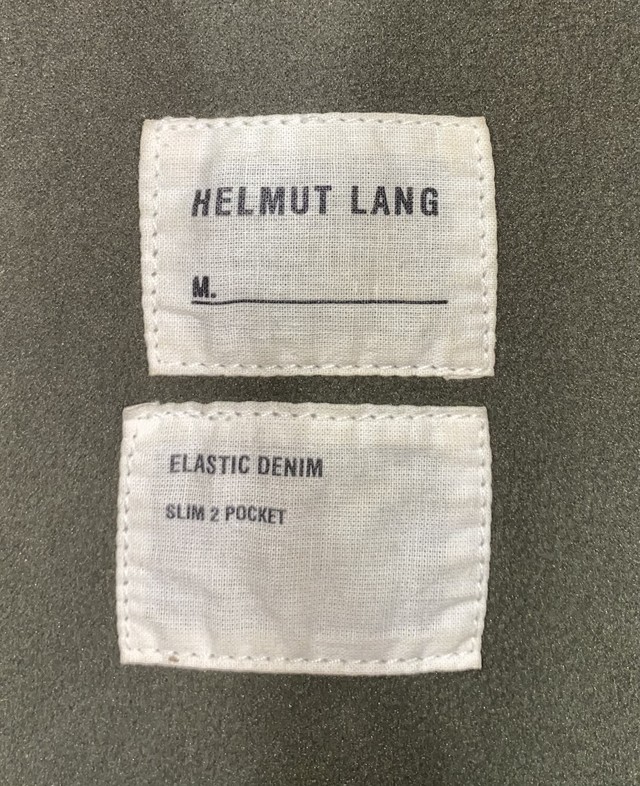 HELMUT LANG
M.
ELASTIC DENIM
SLIM 2 POCKET